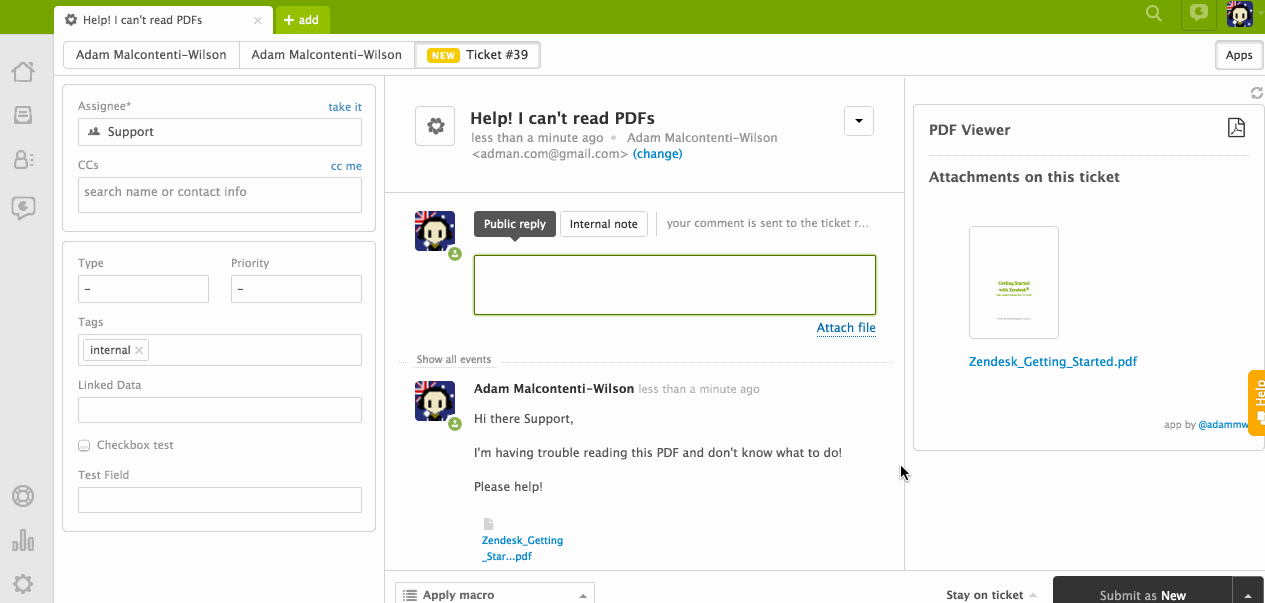 Help! I can't read PDFs
add
Adam Malcontenti-Wilson
Adam Malcontenti-Wilson
NEW Ticket #39
Apps
Assignee*
take it
Support
CCs
cc me
search name or contact info
Type
Priority
–
–
Tags
internal
Linked Data
Checkbox test
Test Field
Help! I can't read PDFs
less than a minute ago Adam Malcontenti-Wilson
<adman.com@gmail.com> (change)
Public reply
Internal note
your comment is sent to the ticket r...
Attach file
Show all events
Adam Malcontenti-Wilson less than a minute ago
Hi there Support,
I'm having trouble reading this PDF and don't know what to do!
Please help!
Zendesk_Getting
_Star...pdf
Apply macro
Stay on ticket
Submit as New
PDF Viewer
Attachments on this ticket
Getting Started
with Zendesk®
Zendesk_Getting_Started.pdf
app by @adammw
Help